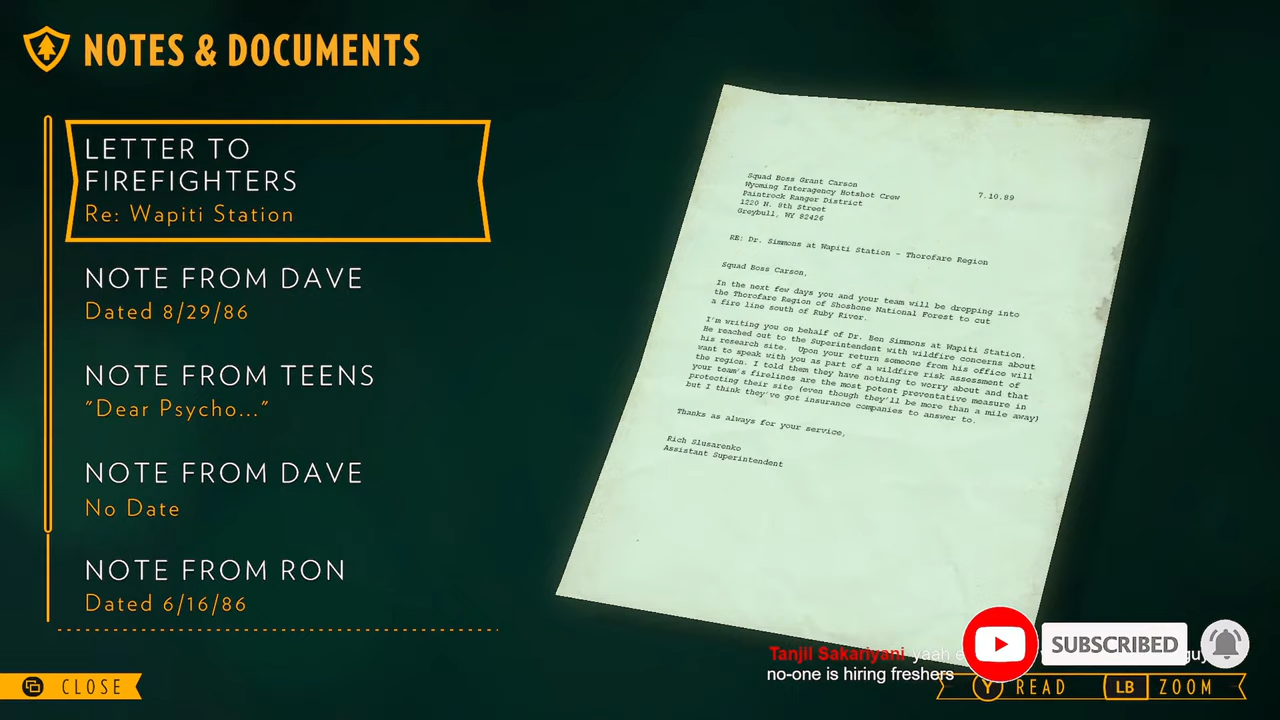 NOTES & DOCUMENTS
LETTER TO
FIREFIGHTERS
Re: Wapiti Station
NOTE FROM DAVE
Dated 8/29/86
NOTE FROM TEENS
"Dear Psycho..."
NOTE FROM DAVE
No Date
NOTE FROM RON
Dated 6/16/86
CLOSE
Squad Boss Grant Carson
Wyoming Interagency Hotshot Crew
Paintrock Ranger District
1220 N. 8th Street
Greybull, WY 82426
7.10.89
RE: Dr. Simmons at Wapiti Station - Thorofare Region
Squad Boss Carson,
In the next few days you and your team will be dropping into
the Thorofare Region of Shoshone National Forest to cut
a fire line south of Ruby River.
I'm writing you on behalf of Dr. Ben Simmons at Wapiti Station.
He reached out to the Superintendent with wildfire concerns about
his research site. Upon your return someone from his office will
want to speak with you as part of a wildfire risk assessment of
the region. I told them they have nothing to worry about and that
your team's firelines are the most potent preventative measure in
protecting their site (even though they'll be more than a mile away)
but I think they've got insurance companies to answer to.
Thanks as always for your service,
Rich Slusarenko
Assistant Superintendent
Tanjil Sakariyani yaah
no-one is hiring freshers
SUBSCRIBED
Y READ LB ZOOM